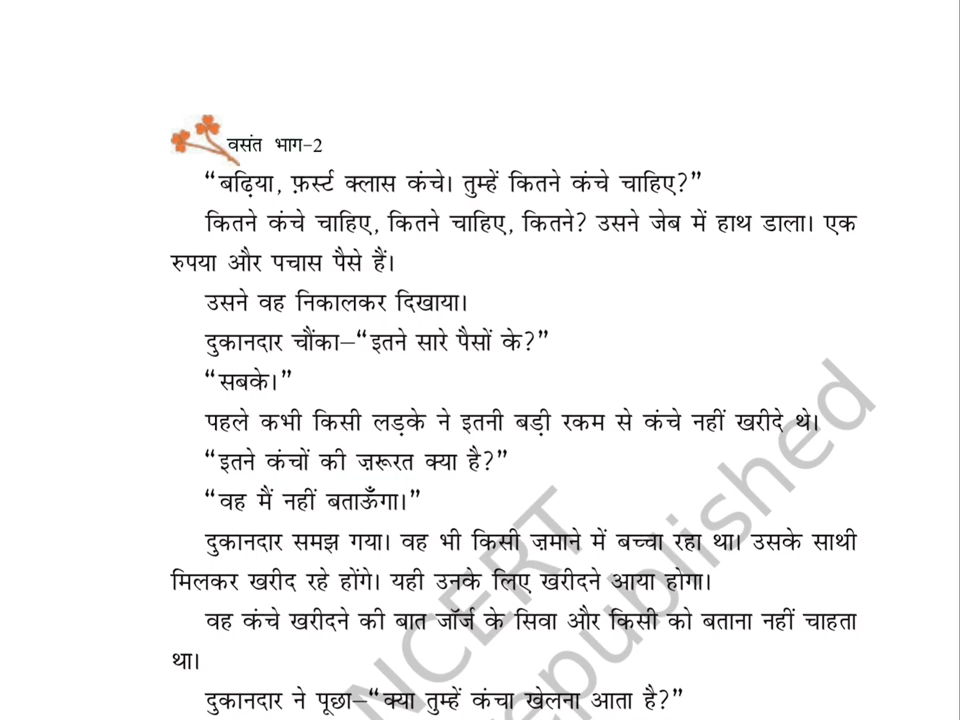 वसंत भाग-2
“बढ़िया, फ़र्स्ट क्लास कंचे। तुम्हें कितने कंचे चाहिए?”
कितने कंचे चाहिए, कितने चाहिए, कितने? उसने जेब में हाथ डाला। एक
रुपया और पचास पैसे हैं।
उसने वह निकालकर दिखाया।
दुकानदार चौंका—“इतने सारे पैसों के?”
“सबके।”
पहले कभी किसी लड़के ने इतनी बड़ी रकम से कंचे नहीं खरीदे थे।
“इतने कंचों की ज़रूरत क्या है?”
“वह मैं नहीं बताऊँगा।”
दुकानदार समझ गया। वह भी किसी ज़माने में बच्चा रहा था। उसके साथी
मिलकर खरीद रहे होंगे। यही उनके लिए खरीदने आया होगा।
वह कंचे खरीदने की बात जॉर्ज के सिवा और किसी को बताना नहीं चाहता
था।
दुकानदार ने पूछा—“क्या तुम्हें कंचा खेलना आता है?”
NCERT
republished